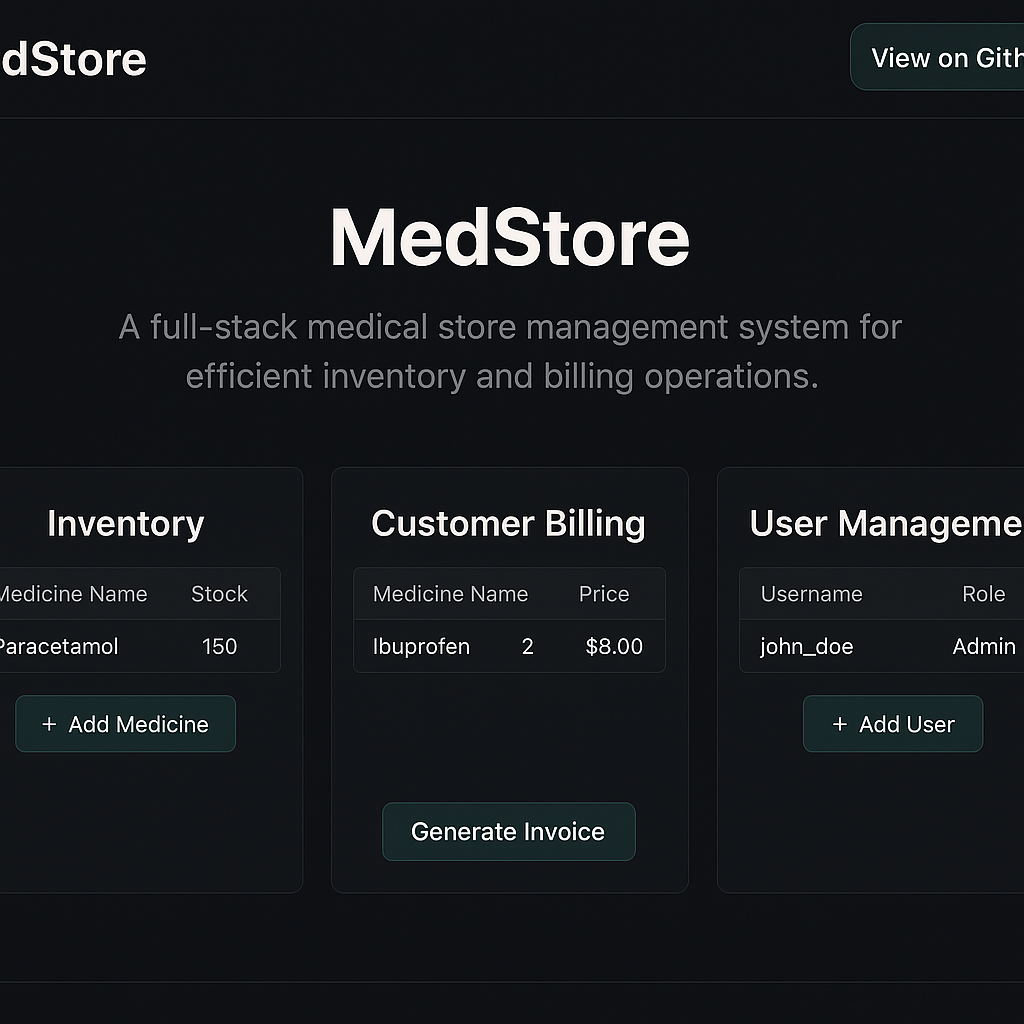 dStore
View on Gith
MedStore
A full-stack medical store management system for
efficient inventory and billing operations.
Inventory
Medicine Name Stock
Paracetamol 150
+ Add Medicine
Customer Billing
Medicine Name Price
Ibuprofen 2 $8.00
Generate Invoice
User Manageme
Username Role
john_doe Admin
+ Add User